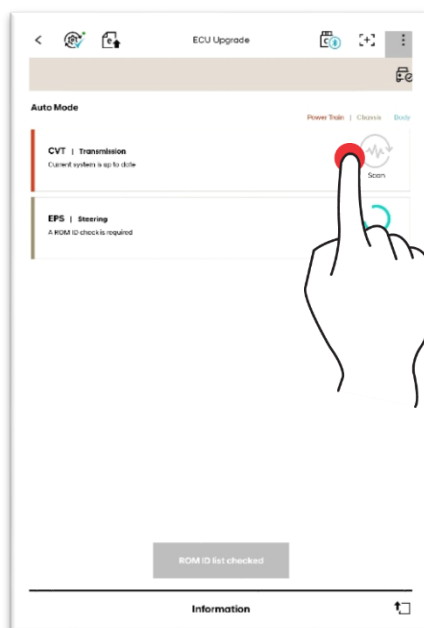 ECU Upgrade
Auto Mode
Power Train | Chassis Body
CVT | Transmission
Current system is up to date
Scan
EPS | Steering
A ROM ID check is required
ROM ID list checked
Information